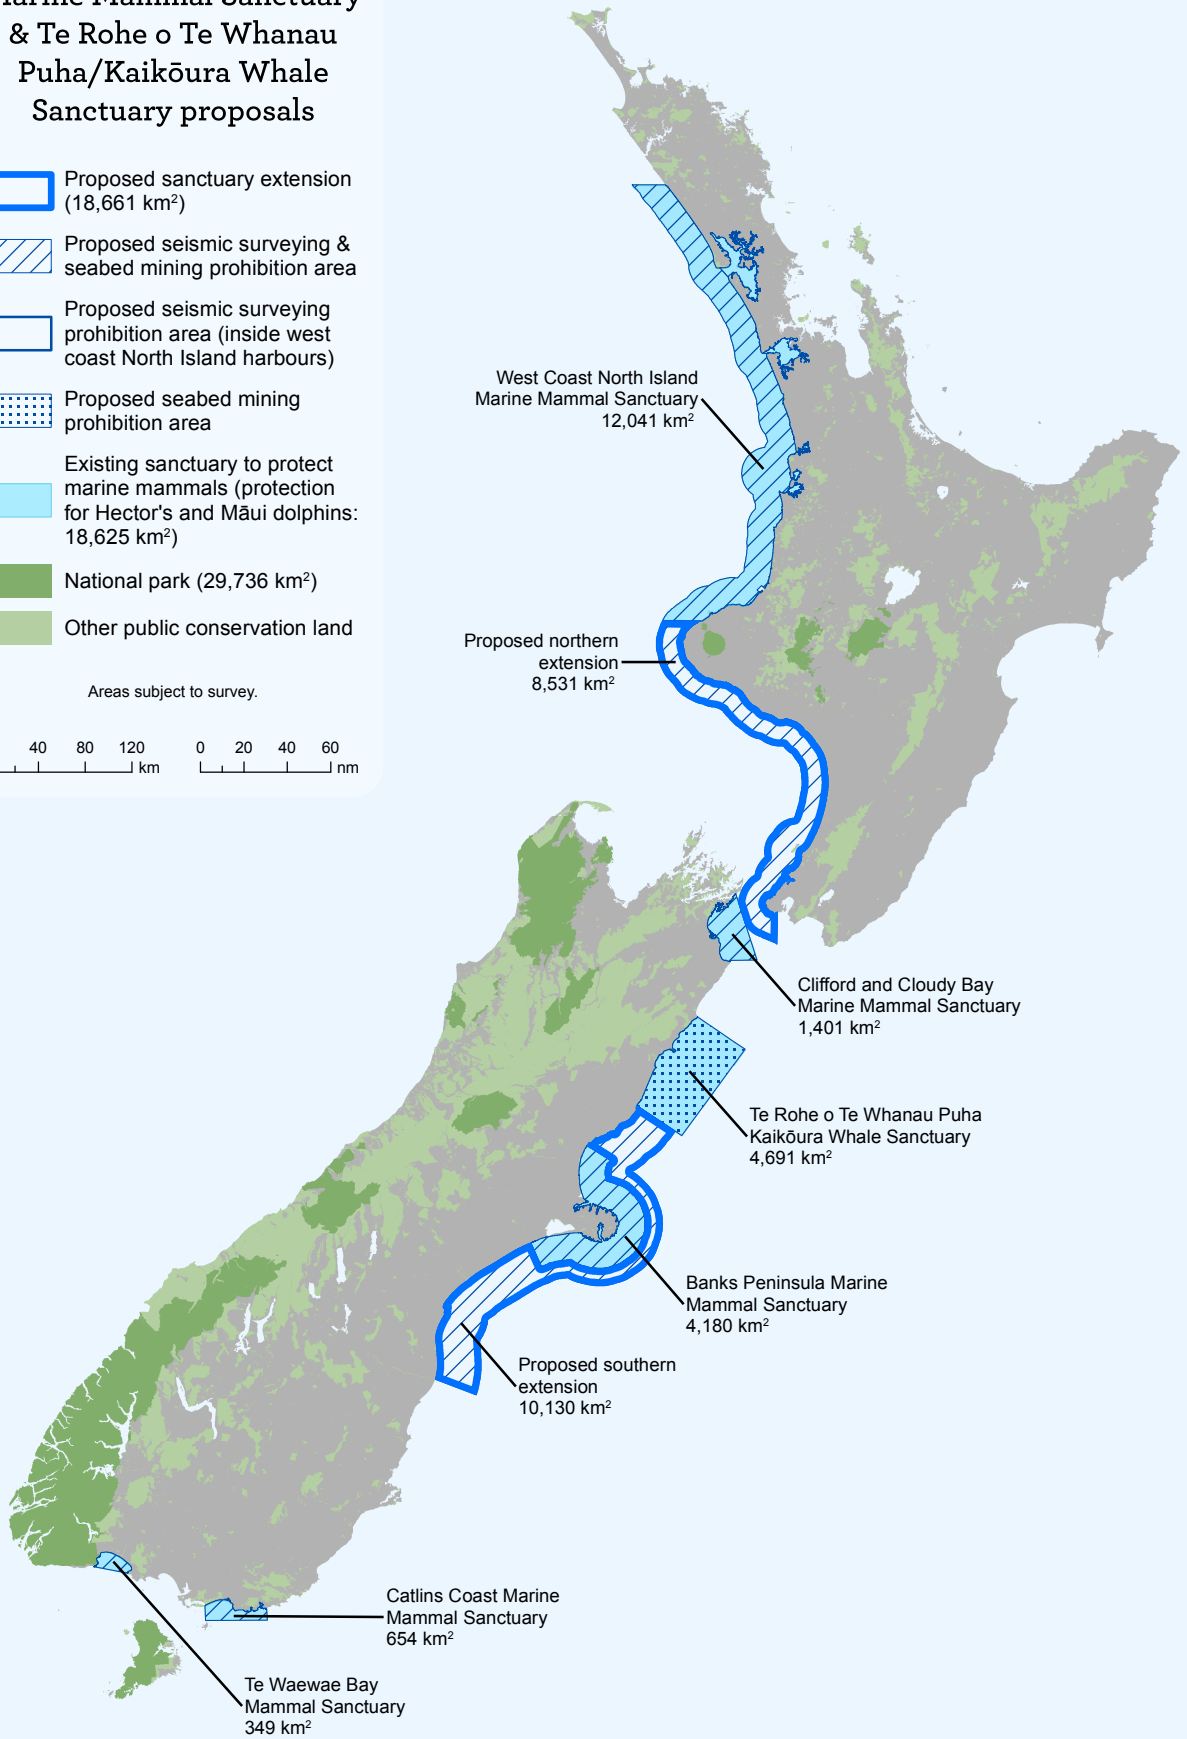 Marine Mammal Sanctuary
& Te Rohe o Te Whanau
Puha/Kaikōura Whale
Sanctuary proposals
Proposed sanctuary extension
(18,661 km²)
Proposed seismic surveying &
seabed mining prohibition area
Proposed seismic surveying
prohibition area (inside west
coast North Island harbours)
Proposed seabed mining
prohibition area
Existing sanctuary to protect
marine mammals (protection
for Hector's and Māui dolphins:
18,625 km²)
National park (29,736 km²)
Other public conservation land
Areas subject to survey.
40 80 120
km
0 20 40 60
nm
West Coast North Island
Marine Mammal Sanctuary
12,041 km²
Proposed northern
extension
8,531 km²
Clifford and Cloudy Bay
Marine Mammal Sanctuary
1,401 km²
Te Rohe o Te Whanau Puha
Kaikōura Whale Sanctuary
4,691 km²
Banks Peninsula Marine
Mammal Sanctuary
4,180 km²
Proposed southern
extension
10,130 km²
Catlins Coast Marine
Mammal Sanctuary
654 km²
Te Waewae Bay
Mammal Sanctuary
349 km²